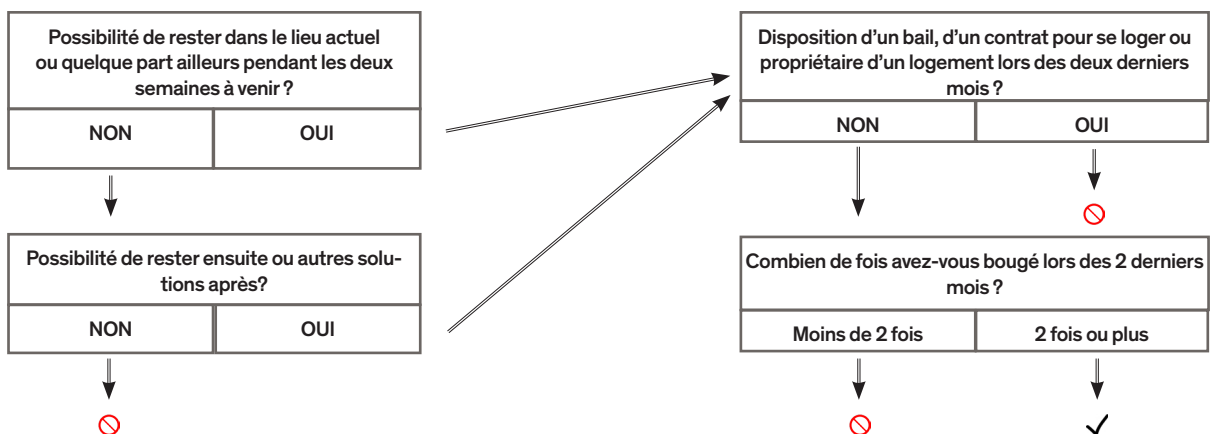 Possibilité de rester dans le lieu actuel
ou quelque part ailleurs pendant les deux
semaines à venir ?
NON
OUI
Possibilité de rester ensuite ou autres solu-
tions après?
NON
OUI
Disposition d'un bail, d'un contrat pour se loger ou
propriétaire d'un logement lors des deux derniers
mois ?
NON
OUI
Combien de fois avez-vous bougé lors des 2 derniers
mois ?
Moins de 2 fois
2 fois ou plus